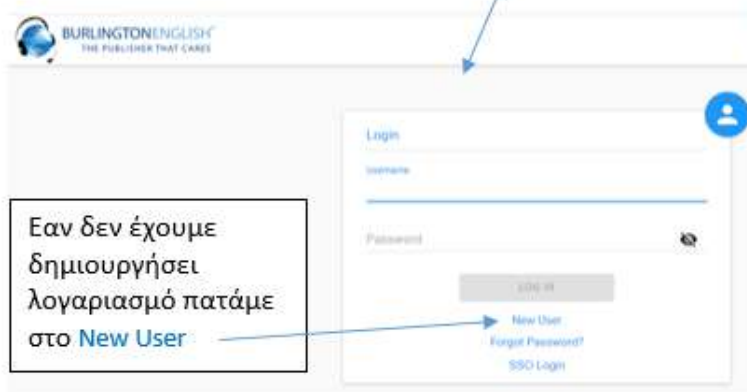 BURLINGTONENGLISH
THE PUBLISHER THAT CARES
Login
Username
Εαν δεν έχουμε
δημιουργήσει
λογαριασμό πατάμε
στο New User
Password
LOG IN
New User
Forgot Password?
SSO Login